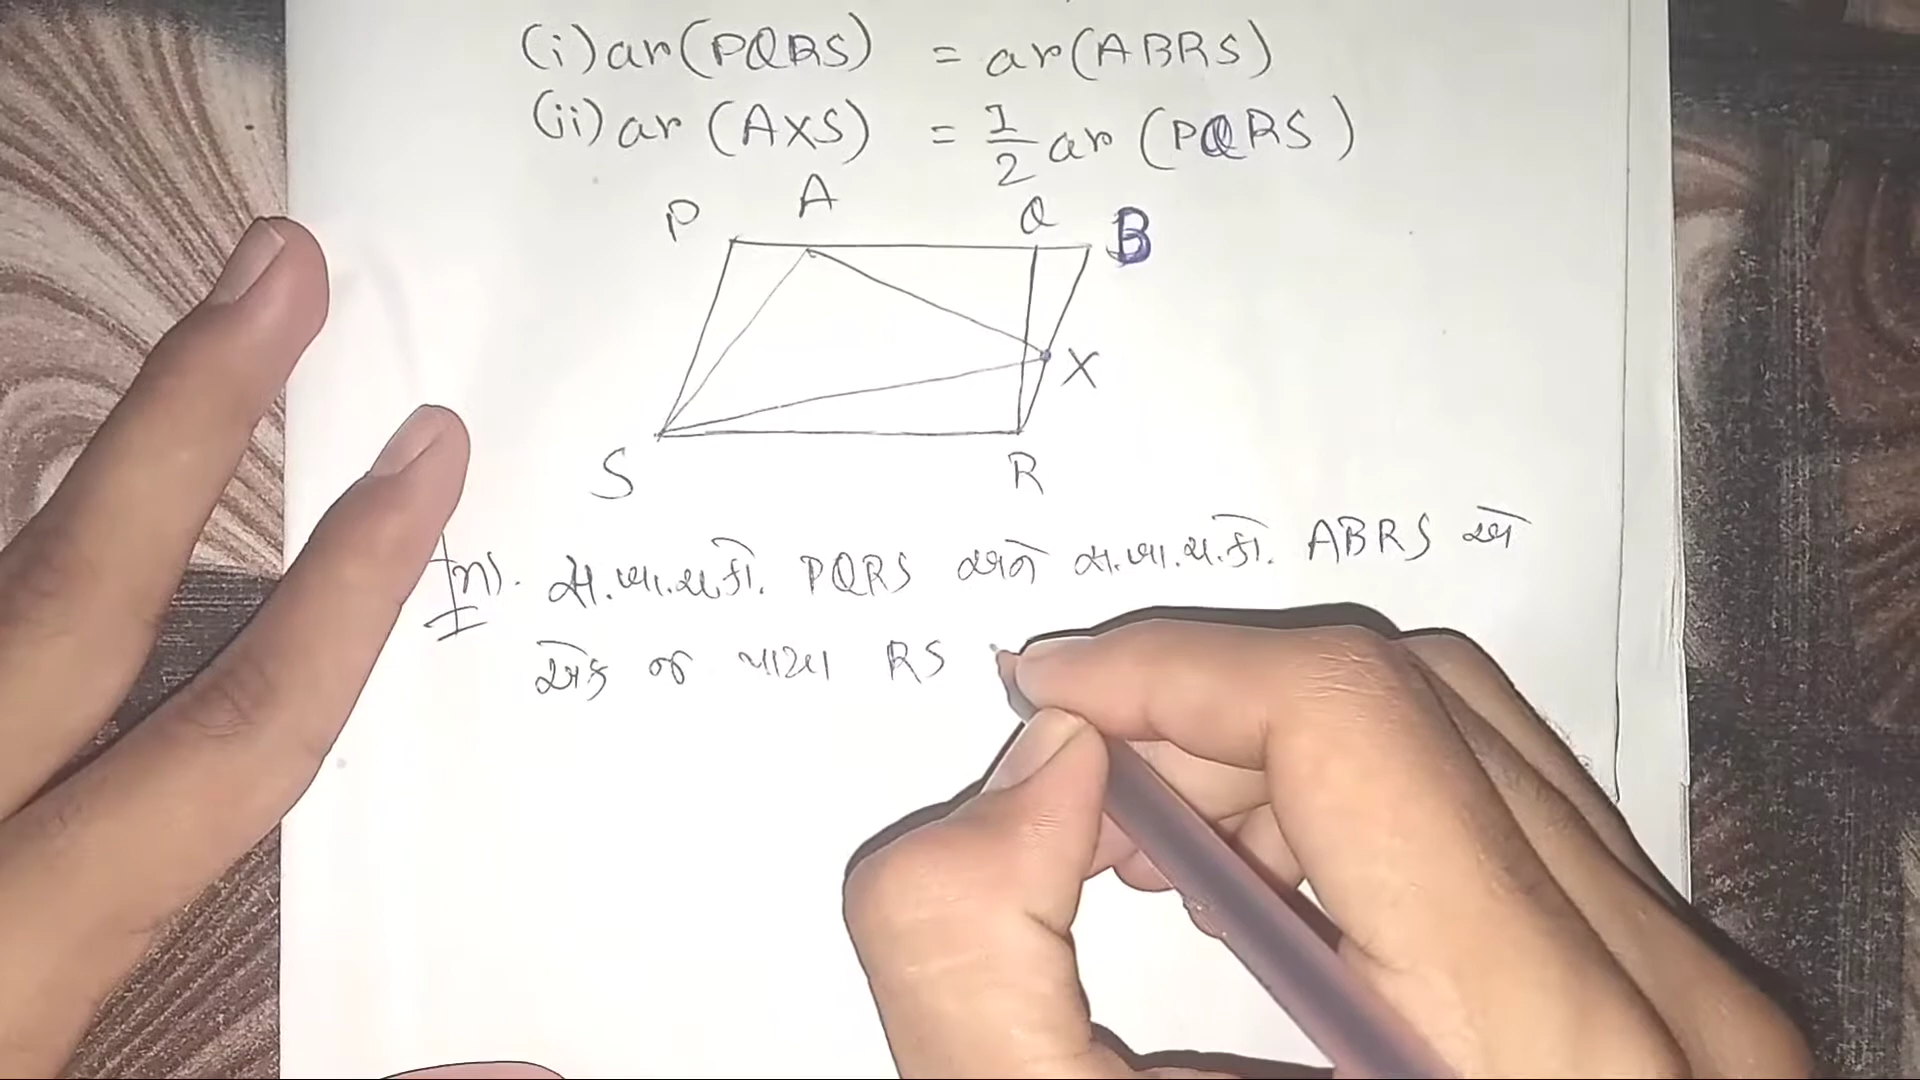 (i) ar(PQRS) = ar(ABRS)
(ii) ar (AXS) = 1/2 ar (PQRS)
P A Q B
X
S R
સ.બા.ચ.કો. PQRS અને સ.બા.ચ.કો. ABRS એ
એક જ પાયા RS